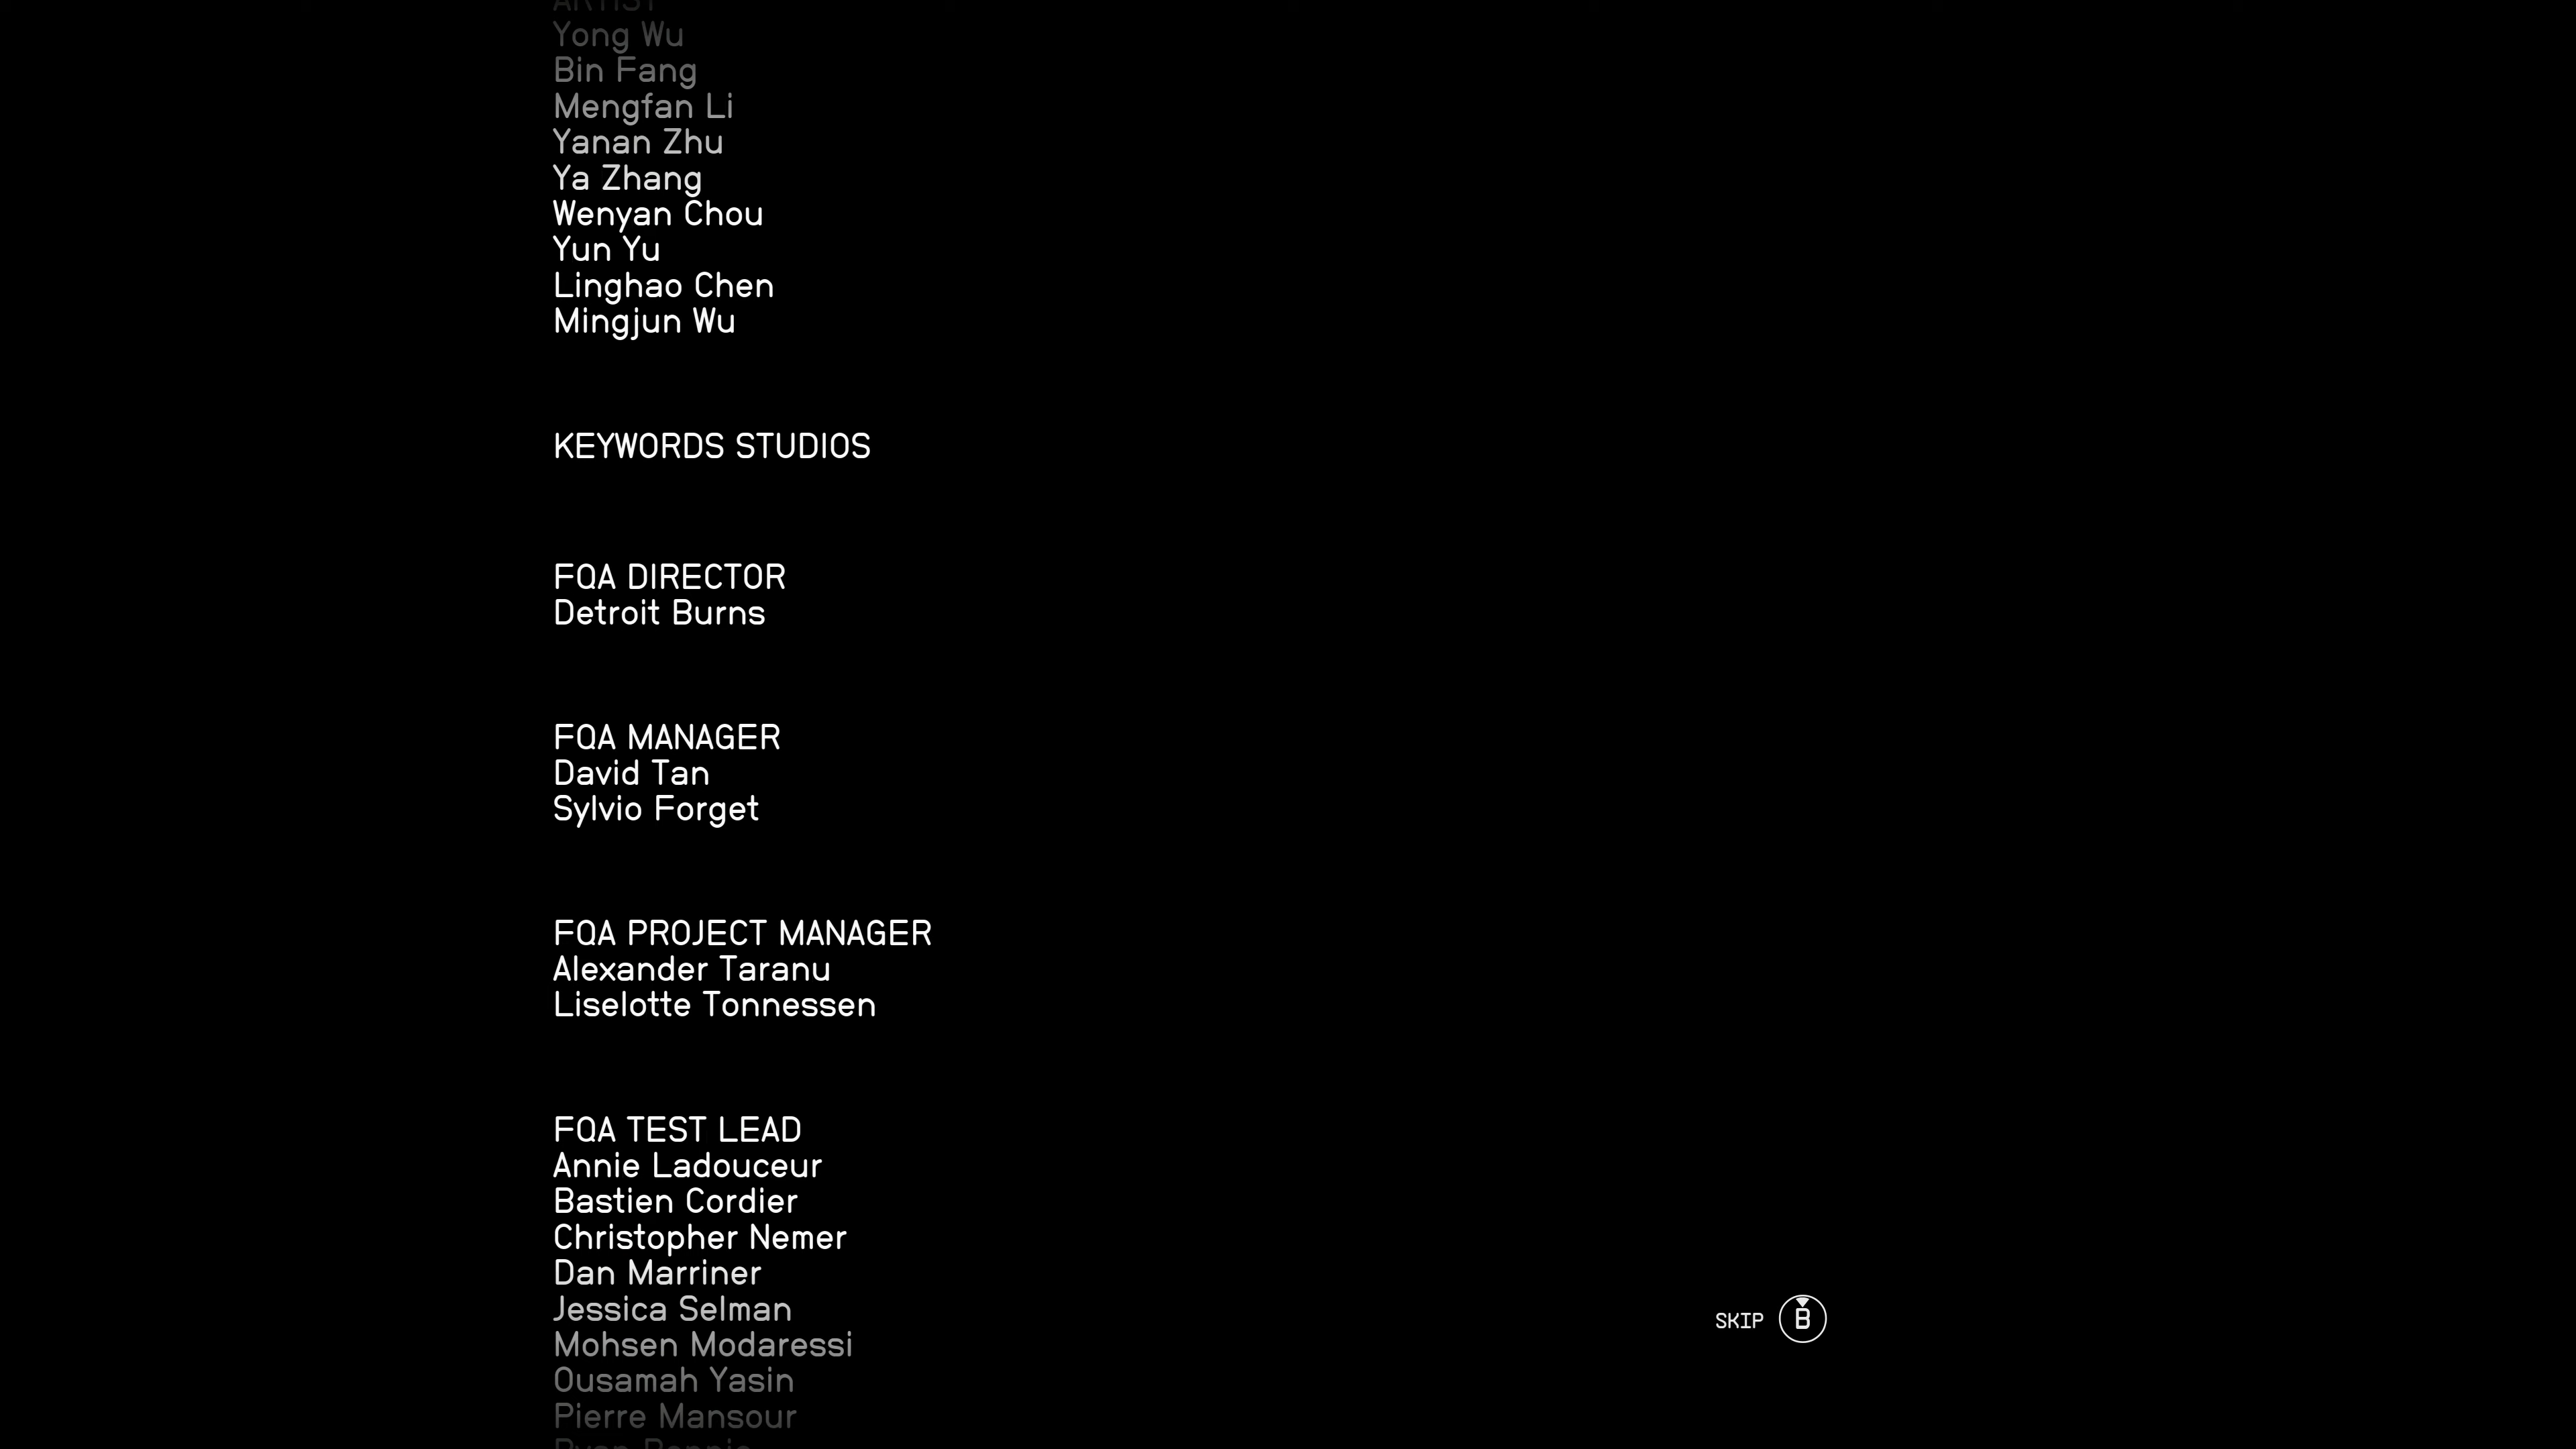 ARTIST
Yong Wu
Bin Fang
Mengfan Li
Yanan Zhu
Ya Zhang
Wenyan Chou
Yun Yu
Linghao Chen
Mingjun Wu
KEYWORDS STUDIOS
FQA DIRECTOR
Detroit Burns
FQA MANAGER
David Tan
Sylvio Forget
FQA PROJECT MANAGER
Alexander Taranu
Liselotte Tonnessen
FQA TEST LEAD
Annie Ladouceur
Bastien Cordier
Christopher Nemer
Dan Marriner
Jessica Selman
Mohsen Modaressi
Ousamah Yasin
Pierre Mansour
SKIP B